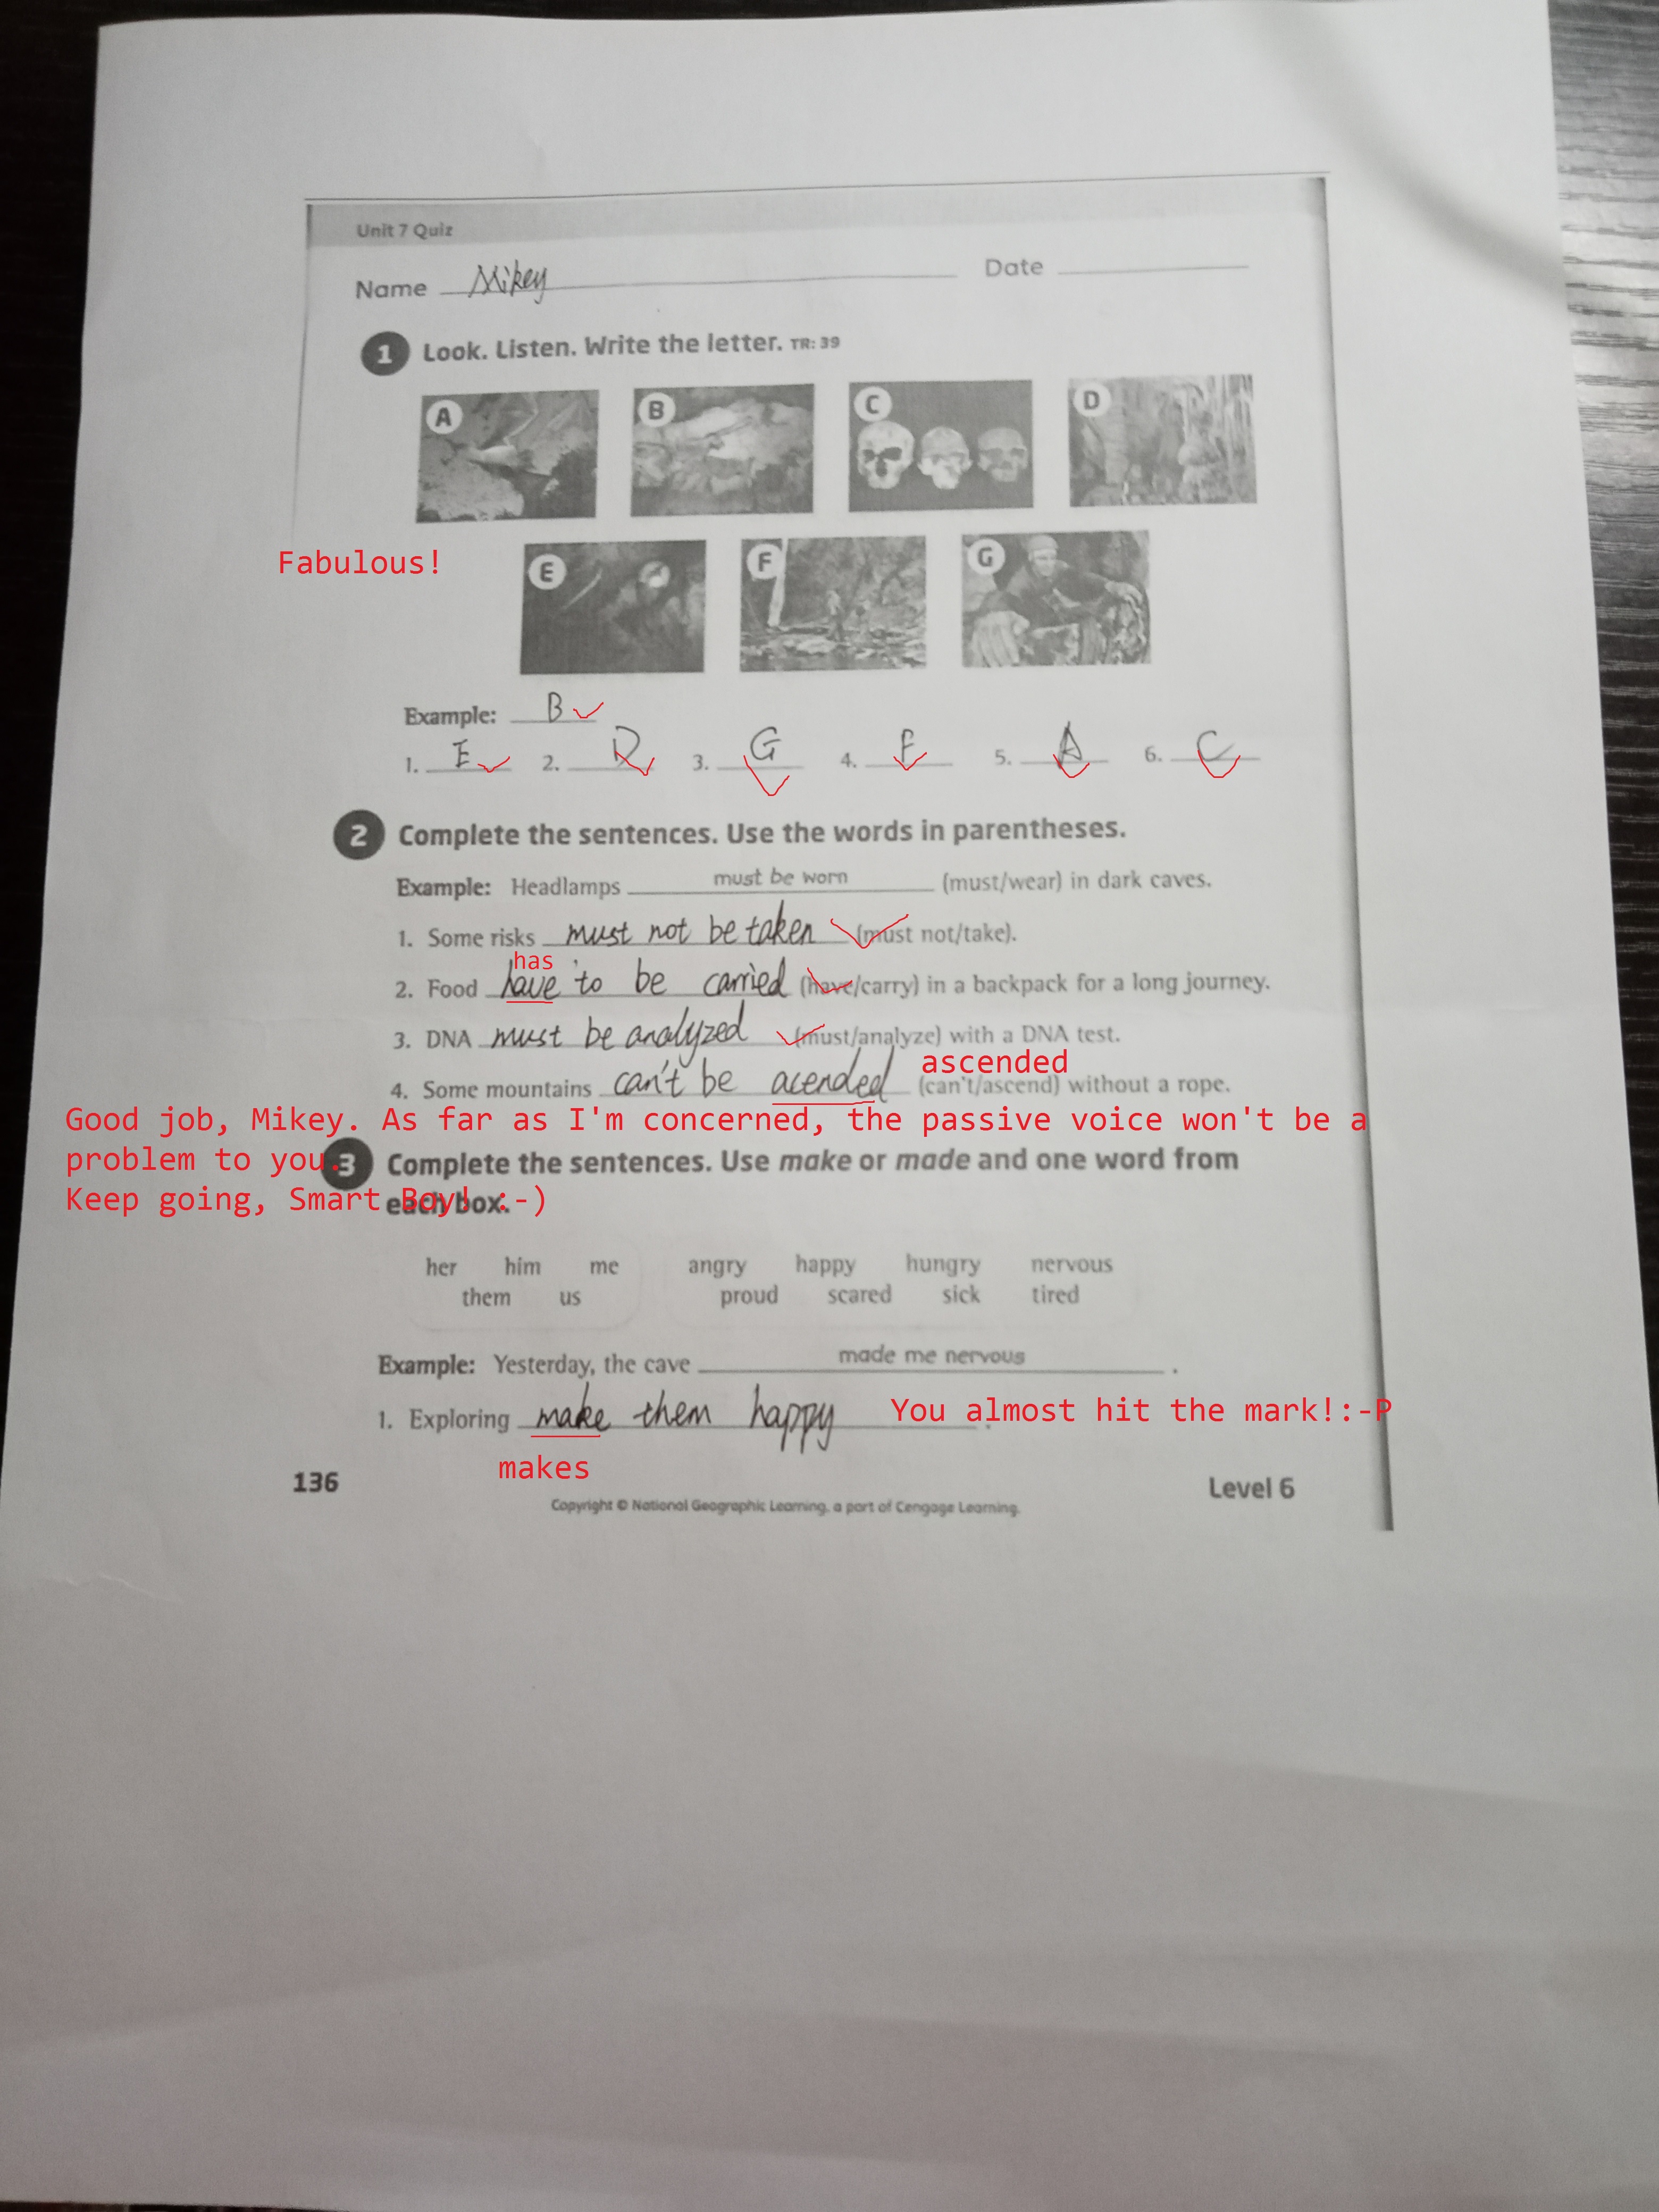 Unit 7 Quiz
Name Mikey Date
1 Look. Listen. Write the letter. TR: 39
A B C D
Fabulous!
E F G
Example: B
1. E 2. D 3. G 4. F 5. A 6. C
2 Complete the sentences. Use the words in parentheses.
Example: Headlamps must be worn (must/wear) in dark caves.
1. Some risks must not be taken (must not/take).
has
2. Food have to be carried (have/carry) in a backpack for a long journey.
3. DNA must be analyzed (must/analyze) with a DNA test.
ascended
4. Some mountains can't be acended (can't/ascend) without a rope.
Good job, Mikey. As far as I'm concerned, the passive voice won't be a
problem to you.
3 Complete the sentences. Use make or made and one word from
Keep going, Smart Boy! :-)
each box.
her him me angry happy hungry nervous
them us proud scared sick tired
Example: Yesterday, the cave made me nervous .
1. Exploring make them happy .
You almost hit the mark!:-P
makes
136 Level 6
Copyright © National Geographic Learning, a part of Cengage Learning.